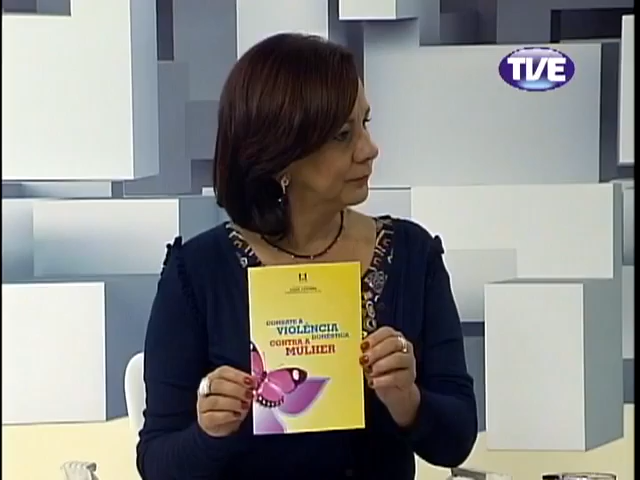 TVE
COMBATE A
VIOLÊNCIA
DOMÉSTICA
CONTRA A
MULHER